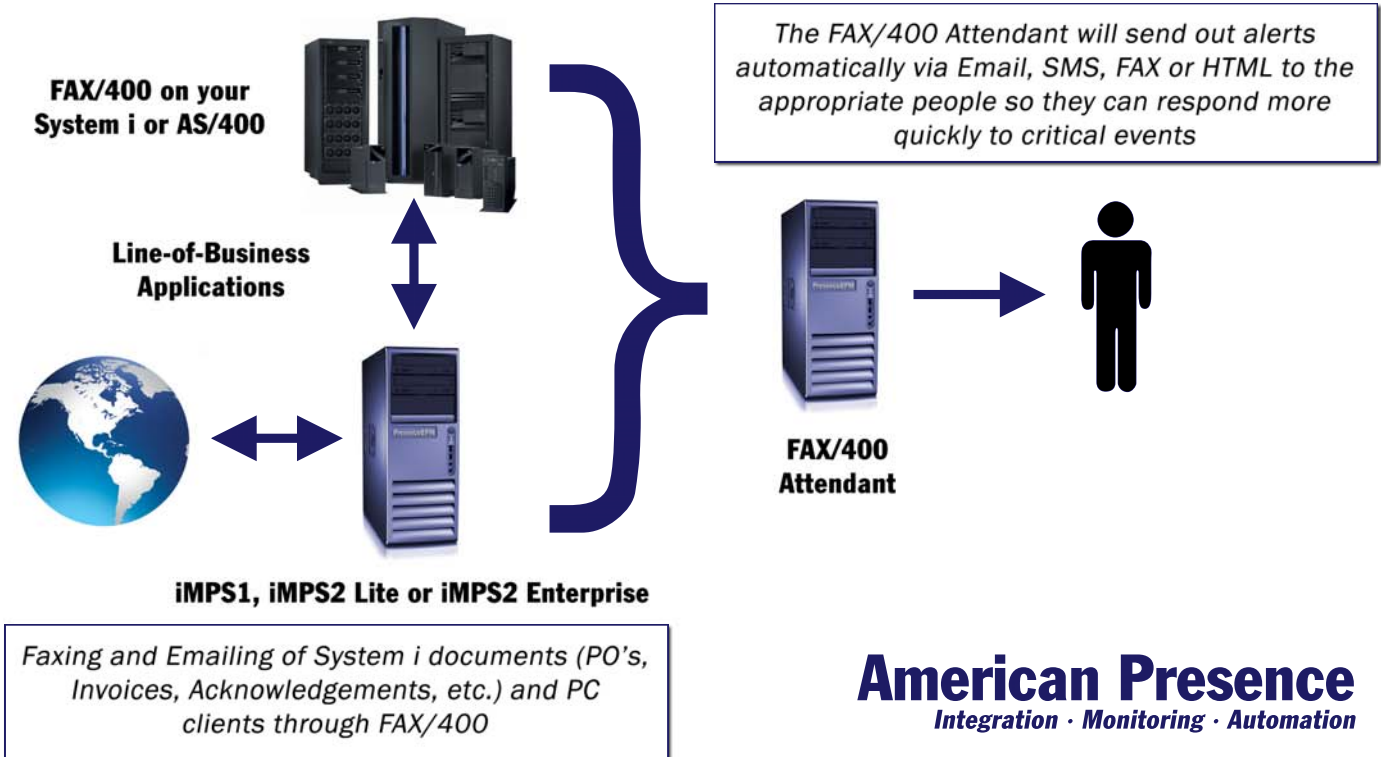 FAX/400 on your
System i or AS/400
The FAX/400 Attendant will send out alerts
automatically via Email, SMS, FAX or HTML to the
appropriate people so they can respond more
quickly to critical events
Line-of-Business
Applications
PresenceEPM
PresenceEPM
FAX/400
Attendant
iMPS1, iMPS2 Lite or iMPS2 Enterprise
Faxing and Emailing of System i documents (PO's,
Invoices, Acknowledgements, etc.) and PC
clients through FAX/400
American Presence
Integration · Monitoring · Automation